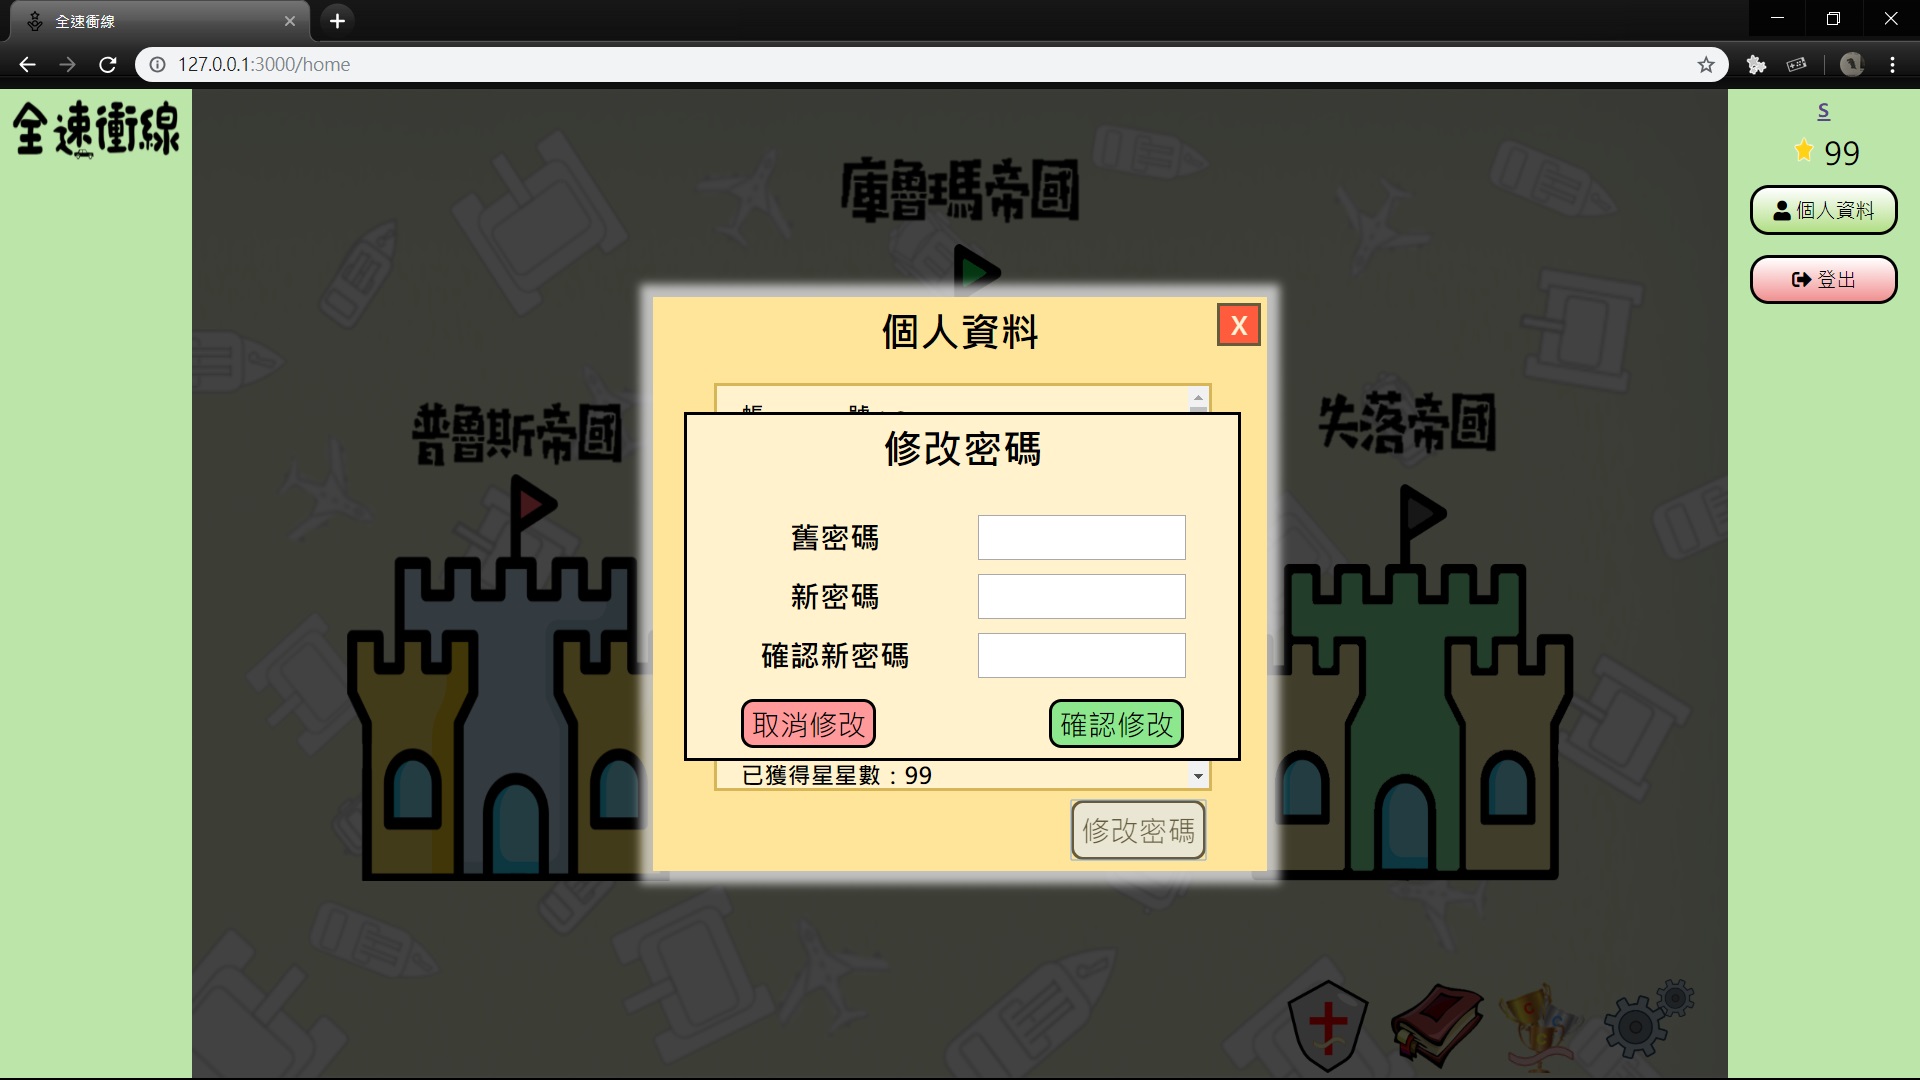 全速衝線
127.0.0.1:3000/home
全速衝線
S
99
個人資料
登出
庫魯瑪帝國
普魯斯帝國
失落帝國
個人資料
X
帳 號:
修改密碼
舊密碼
新密碼
確認新密碼
取消修改
確認修改
已獲得星星數:99
修改密碼